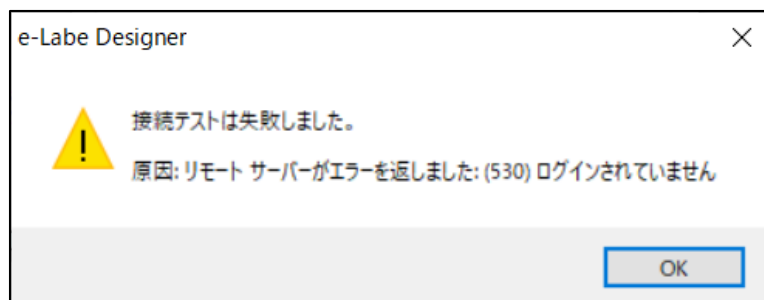 e-Labe Designer
接続テストは失敗しました。
原因: リモート サーバーがエラーを返しました: (530) ログインされていません
OK